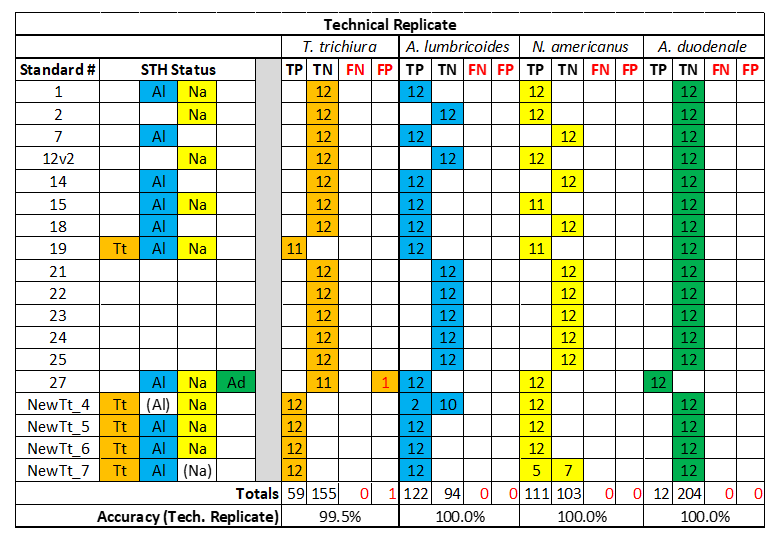 Technical Replicate
T. trichiura A. lumbricoides N. americanus A. duodenale
Standard # STH Status TP TN FN FP TP TN FN FP TP TN FN FP TP TN FN FP
1 Al Na 12 12 12 12
2 Na 12 12 12 12
7 Al 12 12 12 12
12v2 Na 12 12 12 12
14 Al 12 12 12 12
15 Al Na 12 12 11 12
18 Al 12 12 12 12
19 Tt Al Na 11 12 11 12
21 12 12 12 12
22 12 12 12 12
23 12 12 12 12
24 12 12 12 12
25 12 12 12 12
27 Al Na Ad 11 1 12 12 12
NewTt_4 Tt (Al) Na 12 2 10 12 12
NewTt_5 Tt Al Na 12 12 12 12
NewTt_6 Tt Al Na 12 12 12 12
NewTt_7 Tt Al (Na) 12 12 5 7 12
Totals 59 155 0 1 122 94 0 0 111 103 0 0 12 204 0 0
Accuracy (Tech. Replicate) 99.5% 100.0% 100.0% 100.0%